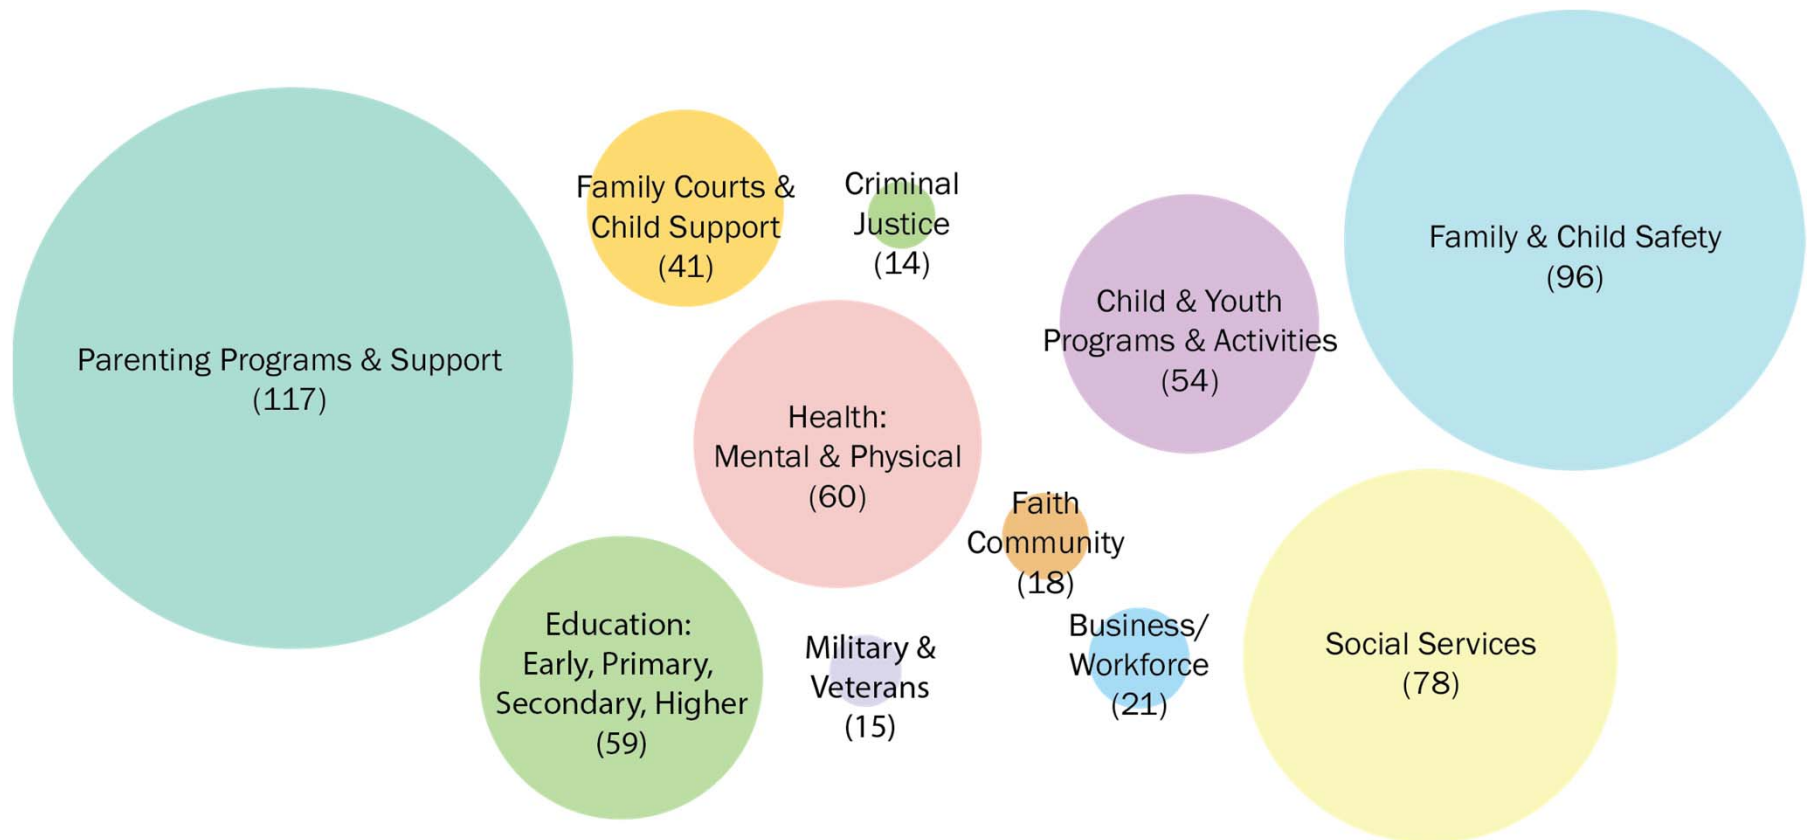 Parenting Programs & Support
(117)
Family Courts &
Child Support
(41)
Criminal
Justice
(14)
Child & Youth
Programs & Activities
(54)
Family & Child Safety
(96)
Health:
Mental & Physical
(60)
Faith
Community
(18)
Education:
Early, Primary,
Secondary, Higher
(59)
Military &
Veterans
(15)
Business/
Workforce
(21)
Social Services
(78)